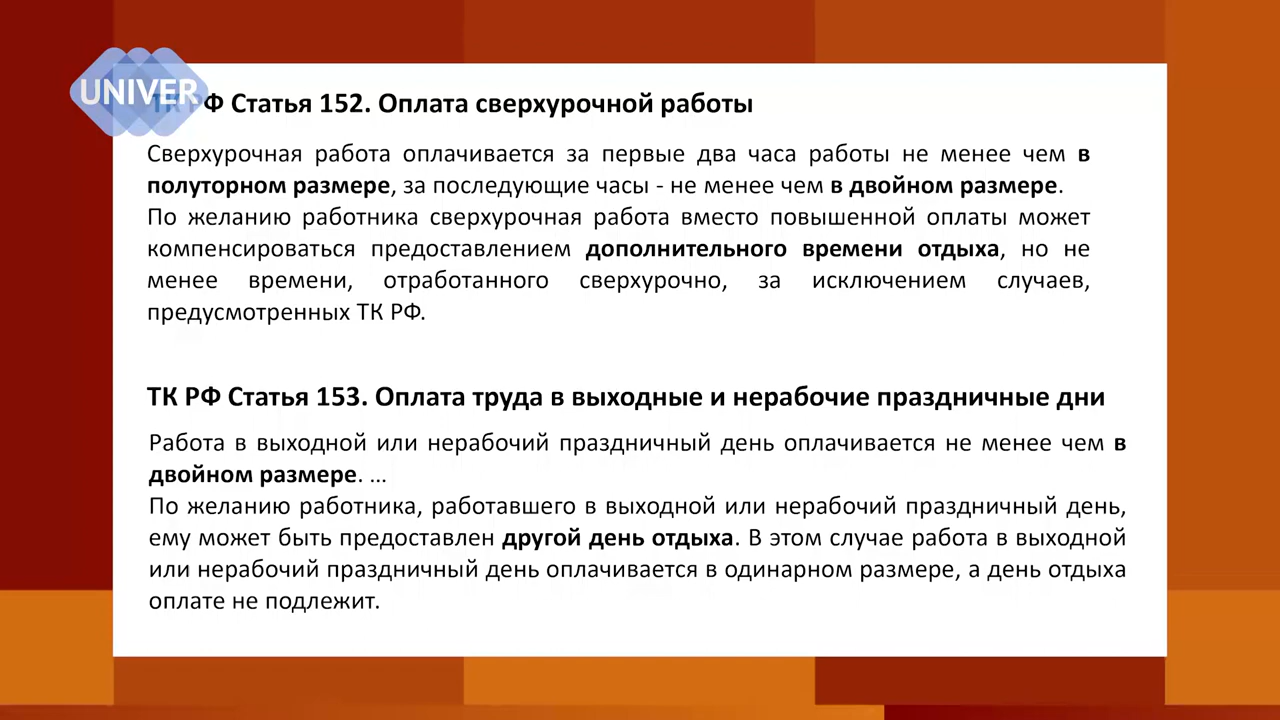 UNIVER
ТК РФ Статья 152. Оплата сверхурочной работы
Сверхурочная работа оплачивается за первые два часа работы не менее чем в
полуторном размере, за последующие часы - не менее чем в двойном размере.
По желанию работника сверхурочная работа вместо повышенной оплаты может
компенсироваться предоставлением дополнительного времени отдыха, но не
менее времени, отработанного сверхурочно, за исключением случаев,
предусмотренных ТК РФ.
ТК РФ Статья 153. Оплата труда в выходные и нерабочие праздничные дни
Работа в выходной или нерабочий праздничный день оплачивается не менее чем в
двойном размере. ...
По желанию работника, работавшего в выходной или нерабочий праздничный день,
ему может быть предоставлен другой день отдыха. В этом случае работа в выходной
или нерабочий праздничный день оплачивается в одинарном размере, а день отдыха
оплате не подлежит.